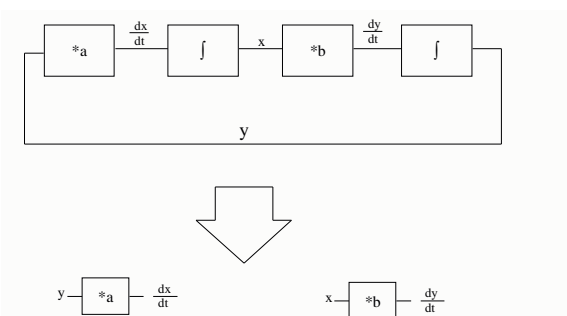 *a dx/dt ∫ x *b dy/dt ∫
y
y *a dx/dt x *b dy/dt